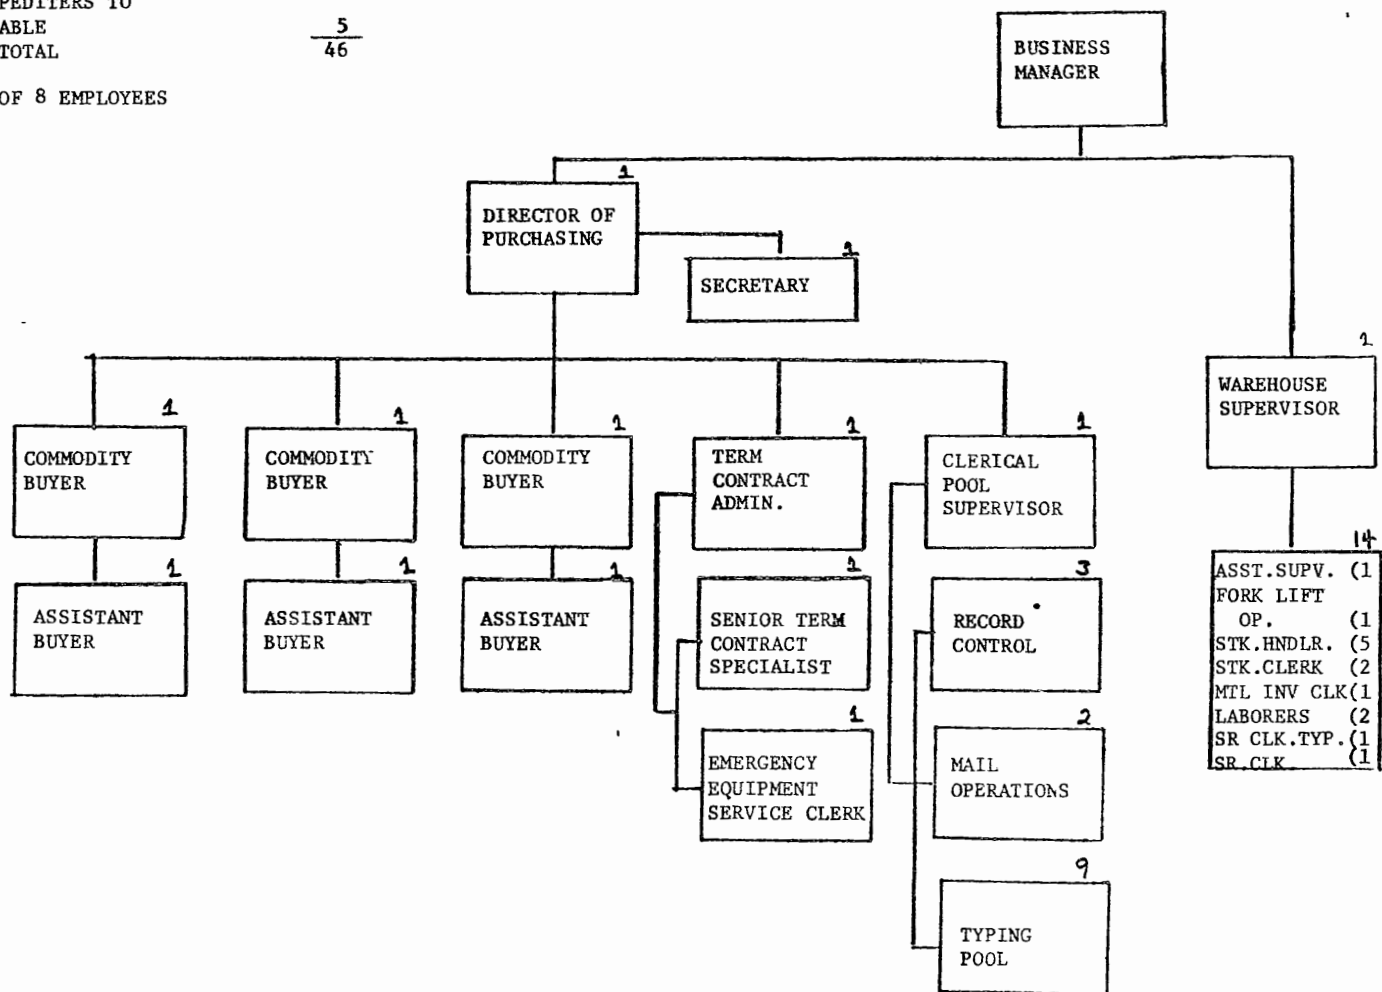 PEDITERS TO
ABLE 5
TOTAL 46
OF 8 EMPLOYEES
BUSINESS
MANAGER
1
DIRECTOR OF
PURCHASING
1
SECRETARY
1
WAREHOUSE
SUPERVISOR
1
COMMODITY
BUYER
1
COMMODITY
BUYER
1
COMMODITY
BUYER
1
TERM
CONTRACT
ADMIN.
1
CLERICAL
POOL
SUPERVISOR
1
ASSISTANT
BUYER
1
ASSISTANT
BUYER
1
ASSISTANT
BUYER
1
SENIOR TERM
CONTRACT
SPECIALIST
3
RECORD
CONTROL
14
ASST.SUPV. (1
FORK LIFT
OP. (1
STK.HNDLR. (5
STK.CLERK (2
MTL INV CLK(1
LABORERS (2
SR CLK.TYP.(1
SR.CLK (1
1
EMERGENCY
EQUIPMENT
SERVICE CLERK
2
MAIL
OPERATIONS
9
TYPING
POOL